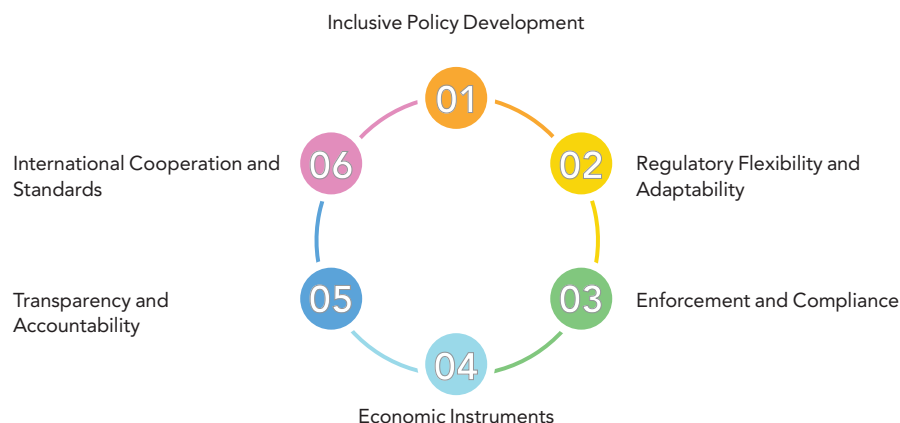 Inclusive Policy Development
01
02
Regulatory Flexibility and
Adaptability
03
Enforcement and Compliance
04
Economic Instruments
05
Transparency and
Accountability
06
International Cooperation and
Standards